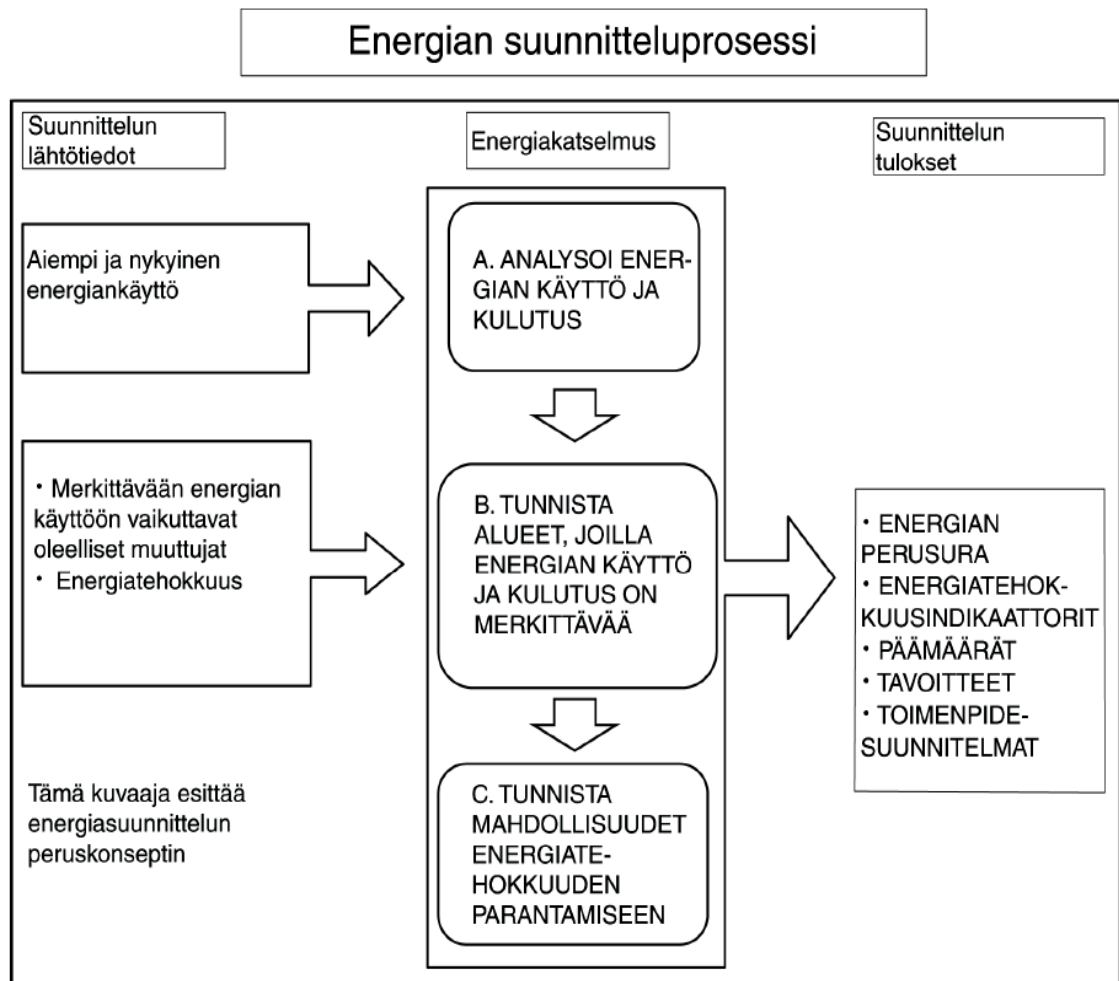 Energian suunnitteluprosessi
Suunnittelun
lähtötiedot
Energiakatselmus
Suunnittelun
tulokset
Aiempi ja nykyinen
energiankäyttö
A. ANALYSOI ENER-
GIAN KÄYTTÖ JA
KULUTUS
• Merkittävään energian
käyttöön vaikuttavat
oleelliset muuttujat
• Energiatehokkuus
B. TUNNISTA
ALUEET, JOILLA
ENERGIAN KÄYTTÖ
JA KULUTUS ON
MERKITTÄVÄÄ
• ENERGIAN
PERUSURA
• ENERGIATEHOK-
KUUSINDIKAATTORIT
• PÄÄMÄÄRÄT
• TAVOITTEET
• TOIMENPIDE-
SUUNNITELMAT
Tämä kuvaaja esittää
energiasuunnittelun
peruskonseptin
C. TUNNISTA
MAHDOLLISUUDET
ENERGIATE-
HOKKUUDEN
PARANTAMISEEN